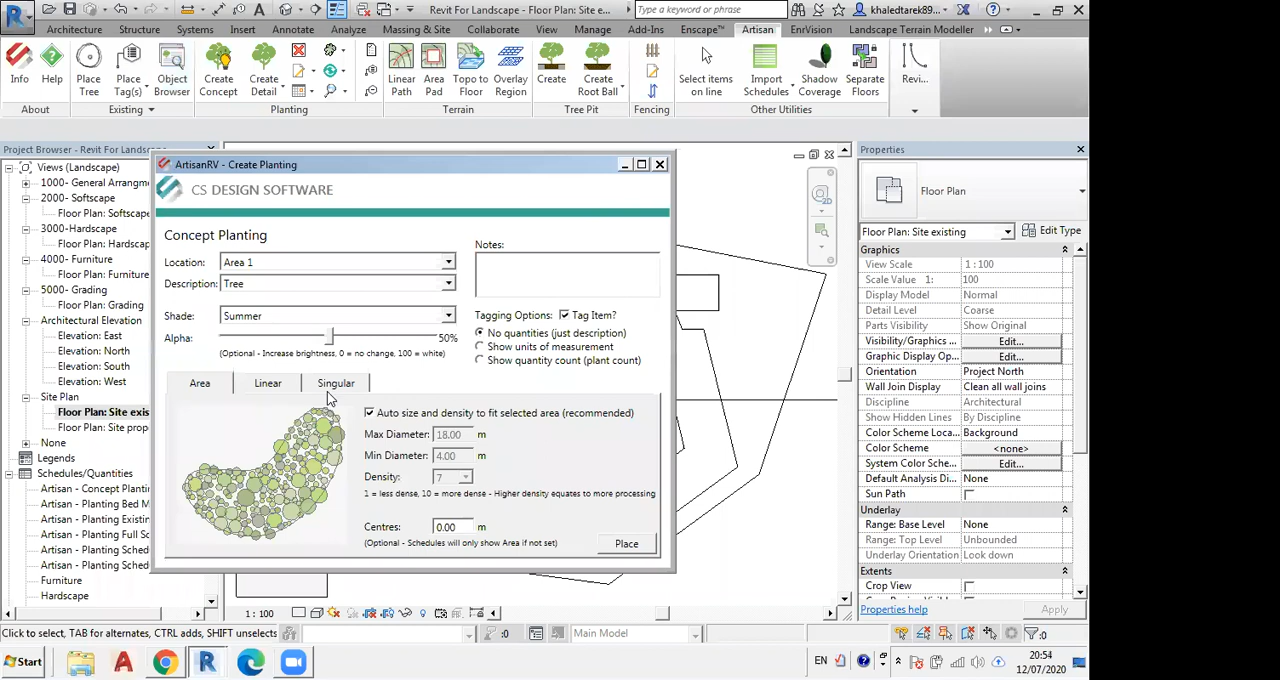 Revit For Landscape - Floor Plan: Site e...
Type a keyword or phrase
khaledtarek89...
Architecture Structure Systems Insert Annotate Analyze Massing & Site Collaborate View Manage Add-Ins Enscape™ Artisan EnVision Landscape Terrain Modeller
Info Help Place Tree Place Tag(s) Object Browser Create Concept Create Detail Linear Path Area Pad Topo to Floor Overlay Region Create Create Root Ball Select items on line Import Schedules Shadow Coverage Separate Floors Revi...
About Existing Planting Terrain Tree Pit Fencing Other Utilities
Project Browser - Revit For Landsc...
Views (Landscape)
1000- General Arrangm
2000- Softscape
Floor Plan: Softscap
3000-Hardscape
Floor Plan: Hardscap
4000- Furniture
Floor Plan: Furniture
5000- Grading
Floor Plan: Grading
Architectural Elevation
Elevation: East
Elevation: North
Elevation: South
Elevation: West
Site Plan
Floor Plan: Site exis
Floor Plan: Site prop
None
Legends
Schedules/Quantities
Artisan - Concept Plantin
Artisan - Planting Bed M
Artisan - Planting Existin
Artisan - Planting Full Sc
Artisan - Planting Sched
Artisan - Planting Sched
Furniture
Hardscape
ArtisanRV - Create Planting
CS DESIGN SOFTWARE
Concept Planting
Location: Area 1
Description: Tree
Shade: Summer
Alpha: 50%
(Optional - Increase brightness, 0 = no change, 100 = white)
Notes:
Tagging Options: Tag Item?
No quantities (just description)
Show units of measurement
Show quantity count (plant count)
Area Linear Singular
Auto size and density to fit selected area (recommended)
Max Diameter: 18.00 m
Min Diameter: 4.00 m
Density: 7
1 = less dense, 10 = more dense - Higher density equates to more processing
Centres: 0.00 m
(Optional - Schedules will only show Area if not set)
Place
Properties
Floor Plan
Floor Plan: Site existing Edit Type
Graphics
View Scale 1 : 100
Scale Value 1: 100
Display Model Normal
Detail Level Coarse
Parts Visibility Show Original
Visibility/Graphics ... Edit...
Graphic Display Op... Edit...
Orientation Project North
Wall Join Display Clean all wall joins
Discipline Architectural
Show Hidden Lines By Discipline
Color Scheme Loca... Background
Color Scheme <none>
System Color Sche... Edit...
Default Analysis Di... None
Sun Path
Underlay
Range: Base Level None
Range: Top Level Unbounded
Underlay Orientation Look down
Extents
Crop View
Properties help Apply
1 : 100
Click to select, TAB for alternates, CTRL adds, SHIFT unselects
:0
Main Model
:0
Start
EN
20:54
12/07/2020